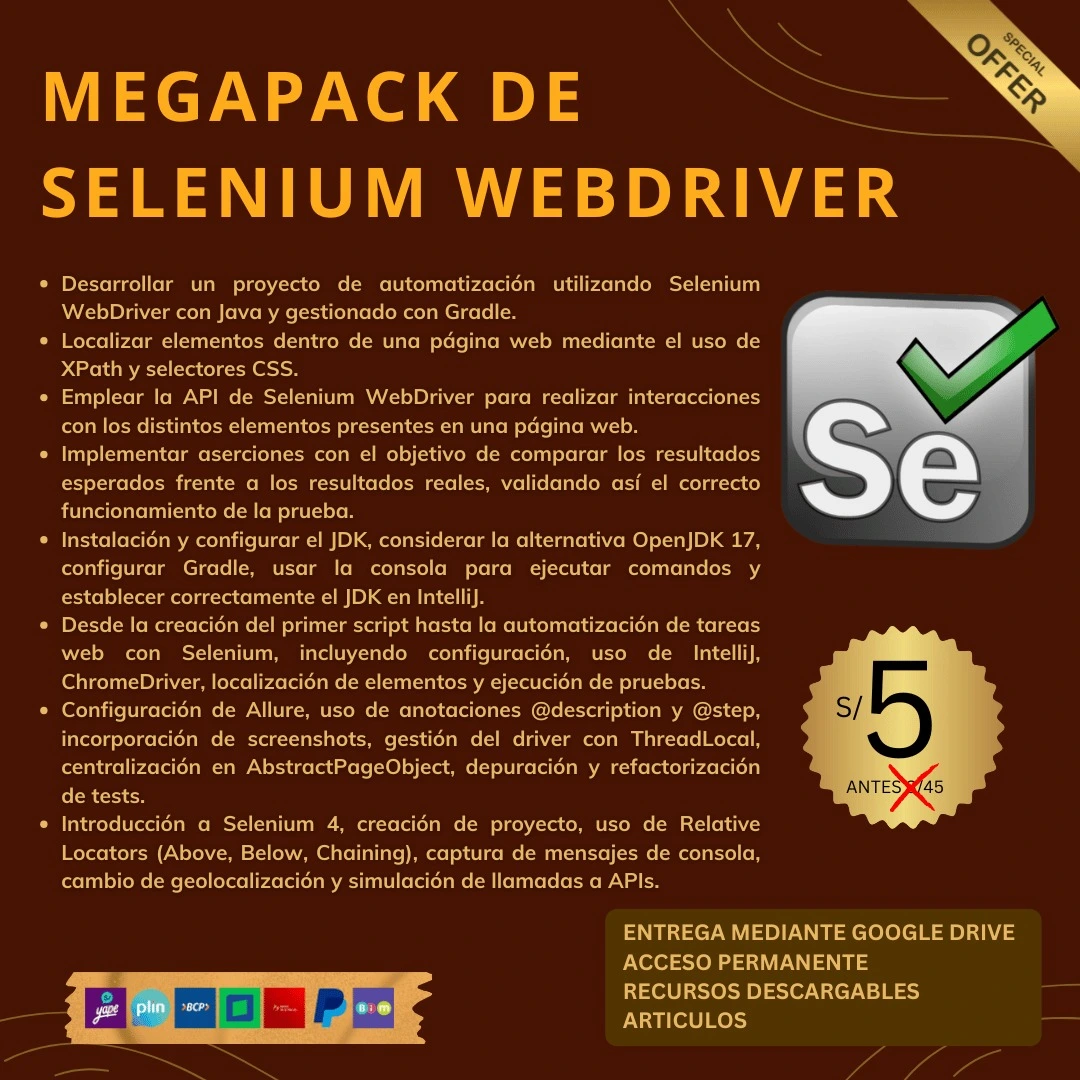 SPECIAL
OFFER
MEGAPACK DE
SELENIUM WEBDRIVER
• Desarrollar un proyecto de automatización utilizando Selenium
WebDriver con Java y gestionado con Gradle.
• Localizar elementos dentro de una página web mediante el uso de
XPath y selectores CSS.
• Emplear la API de Selenium WebDriver para realizar interacciones
con los distintos elementos presentes en una página web.
• Implementar aserciones con el objetivo de comparar los resultados
esperados frente a los resultados reales, validando así el correcto
funcionamiento de la prueba.
• Instalación y configurar el JDK, considerar la alternativa OpenJDK 17,
configurar Gradle, usar la consola para ejecutar comandos y
establecer correctamente el JDK en IntelliJ.
• Desde la creación del primer script hasta la automatización de tareas
web con Selenium, incluyendo configuración, uso de IntelliJ,
ChromeDriver, localización de elementos y ejecución de pruebas.
• Configuración de Allure, uso de anotaciones @description y @step,
incorporación de screenshots, gestión del driver con ThreadLocal,
centralización en AbstractPageObject, depuración y refactorización
de tests.
• Introducción a Selenium 4, creación de proyecto, uso de Relative
Locators (Above, Below, Chaining), captura de mensajes de consola,
cambio de geolocalización y simulación de llamadas a APIs.
Se
S/5
ANTES S/45
ENTREGA MEDIANTE GOOGLE DRIVE
ACCESO PERMANENTE
RECURSOS DESCARGABLES
ARTICULOS
yape
plin
BCP
BIM